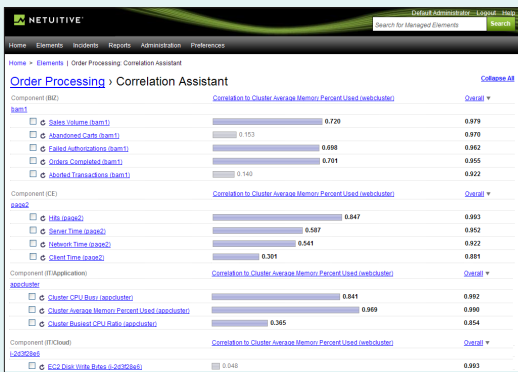 NETUITIVE
Default Administrator Logout Help
Search for Managed Elements Search
Home Elements Incidents Reports Administration Preferences
Home > Elements | Order Processing: Correlation Assistant
Order Processing › Correlation Assistant Collapse All
Component (BIZ) Correlation to Cluster Average Memory Percent Used (webcluster) Overall
bam1
Sales Volume (bam1) 0.720 0.979
Abandoned Carts (bam1) 0.153 0.970
Failed Authorizations (bam1) 0.698 0.962
Orders Completed (bam1) 0.701 0.955
Aborted Transactions (bam1) 0.140 0.922
Component (CE) Correlation to Cluster Average Memory Percent Used (webcluster) Overall
page2
Hits (page2) 0.847 0.993
Server Time (page2) 0.587 0.952
Network Time (page2) 0.541 0.922
Client Time (page2) 0.301 0.881
Component (IT/Application) Correlation to Cluster Average Memory Percent Used (webcluster) Overall
appcluster
Cluster CPU Busy (appcluster) 0.841 0.992
Cluster Average Memory Percent Used (appcluster) 0.969 0.990
Cluster Busiest CPU Ratio (appcluster) 0.365 0.854
Component (IT/Cloud) Correlation to Cluster Average Memory Percent Used (webcluster) Overall
i-2d3f28e6
EC2 Disk Write Bytes (i-2d3f28e6) 0.048 0.993